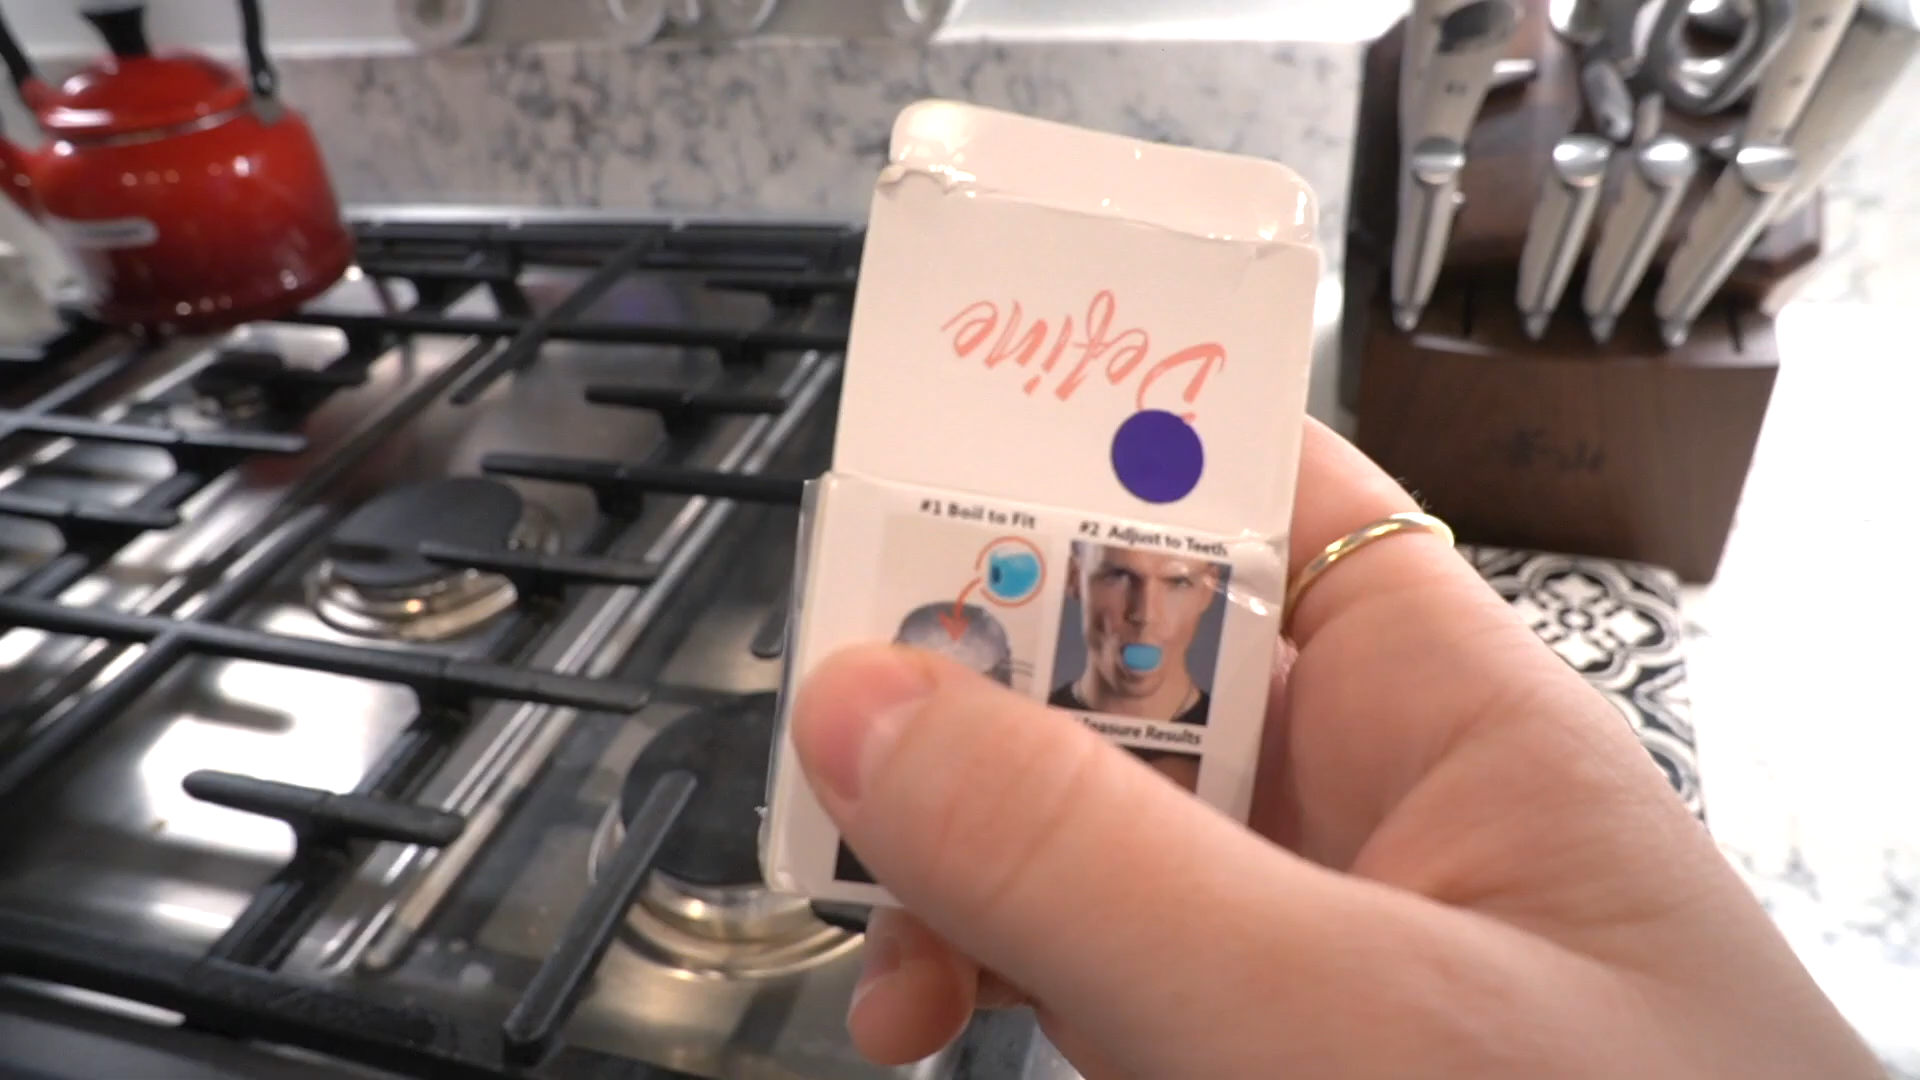 Define
#1 Boil to Fit
#2 Adjust to Teeth
Measure Results